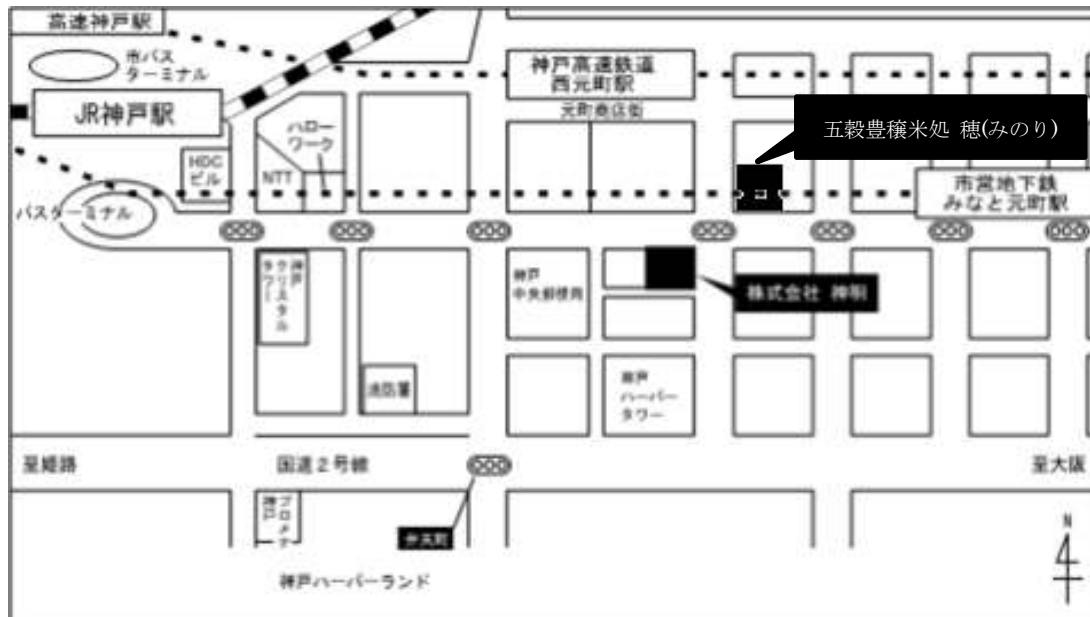 高速神戸駅
市バス
ターミナル
JR神戸駅
神戸高速鉄道
西元町駅
元町商店街
五穀豊穣米処 穂(みのり)
ハロー
ワーク
HDC
ビル
NTT
市営地下鉄
みなと元町駅
バスターミナル
神戸
クリスタル
タワー
神戸
中央郵便局
株式会社 神明
消防署
神戸
ハーバー
タワー
至姫路
国道2号線
至大阪
神戸
プロメナ
弁天町
N
神戸ハーバーランド